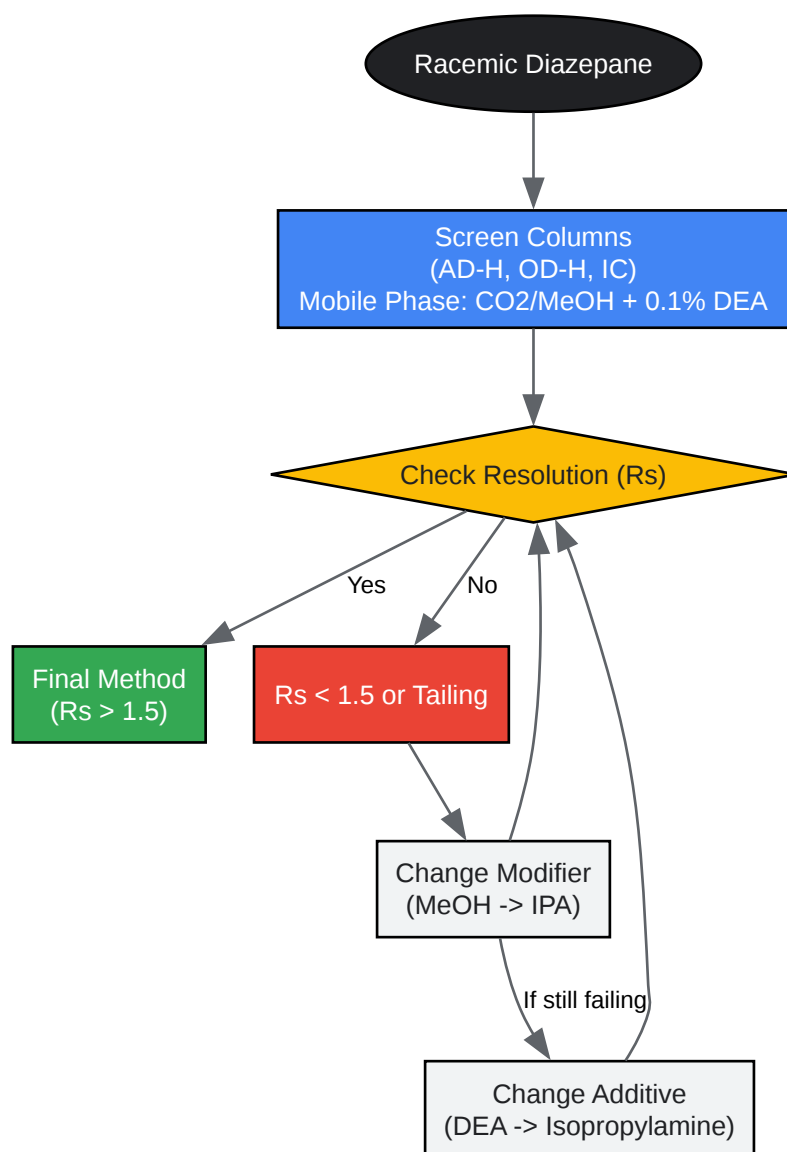 Racemic Diazepane
Screen Columns
(AD-H, OD-H, IC)
Mobile Phase: CO2/MeOH + 0.1% DEA
Check Resolution (Rs)
Yes
No
Final Method
(Rs > 1.5)
Rs < 1.5 or Tailing
Change Modifier
(MeOH -> IPA)
If still failing
Change Additive
(DEA -> Isopropylamine)